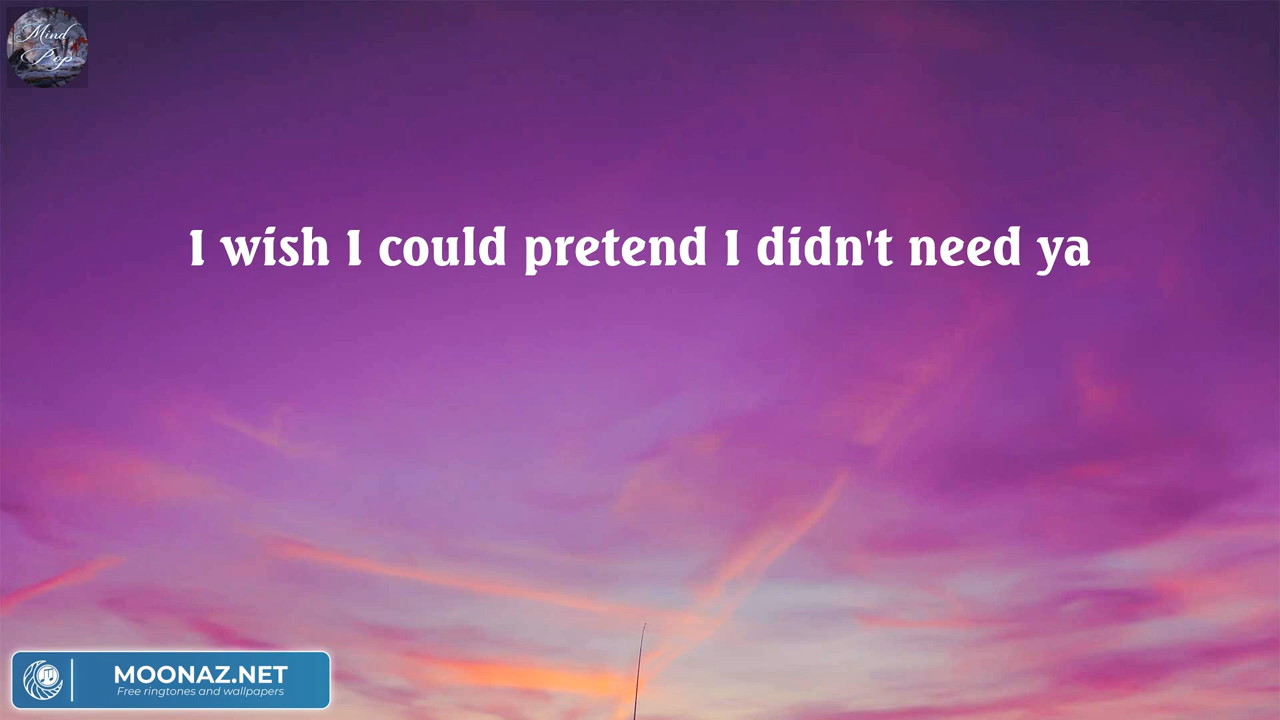 Mind
Pop
I wish I could pretend I didn't need ya
MOONAZ.NET
Free ringtones and wallpapers